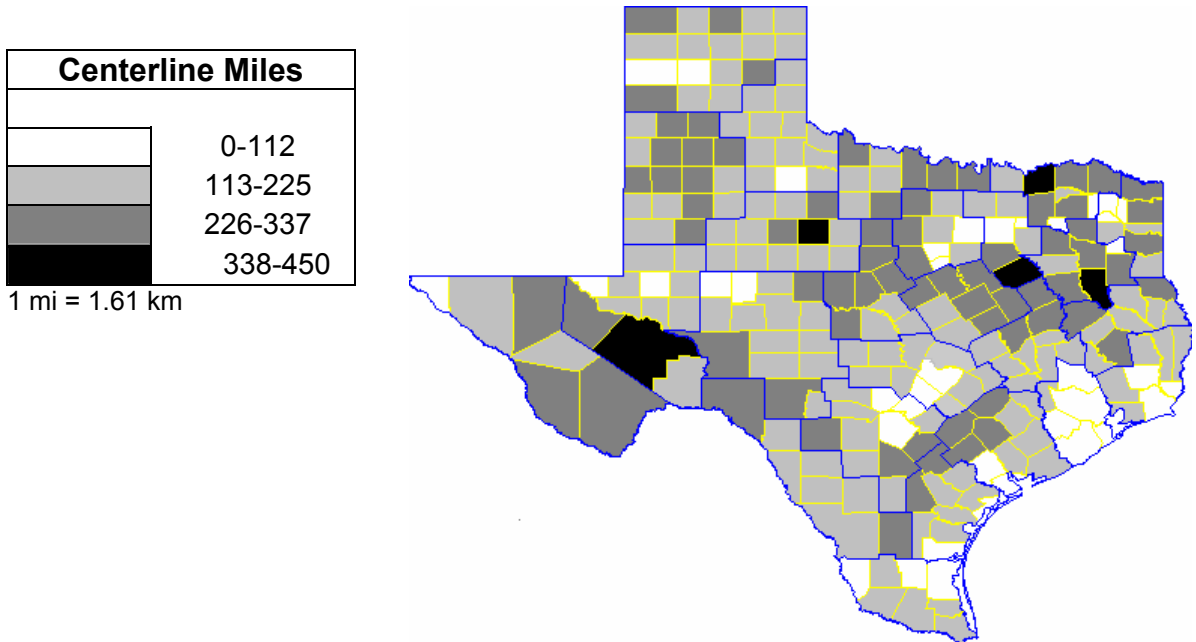 Centerline Miles
0-112
113-225
226-337
338-450
1 mi = 1.61 km